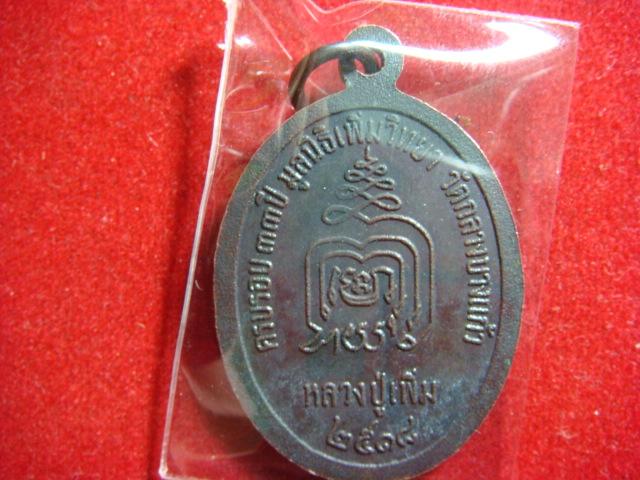 ครบรอบ ๓๓ ปี มูลนิธิเพิ่มวิทยา วัดกลางบางแก้ว
หลวงปู่เพิ่ม
๒๕๑๘